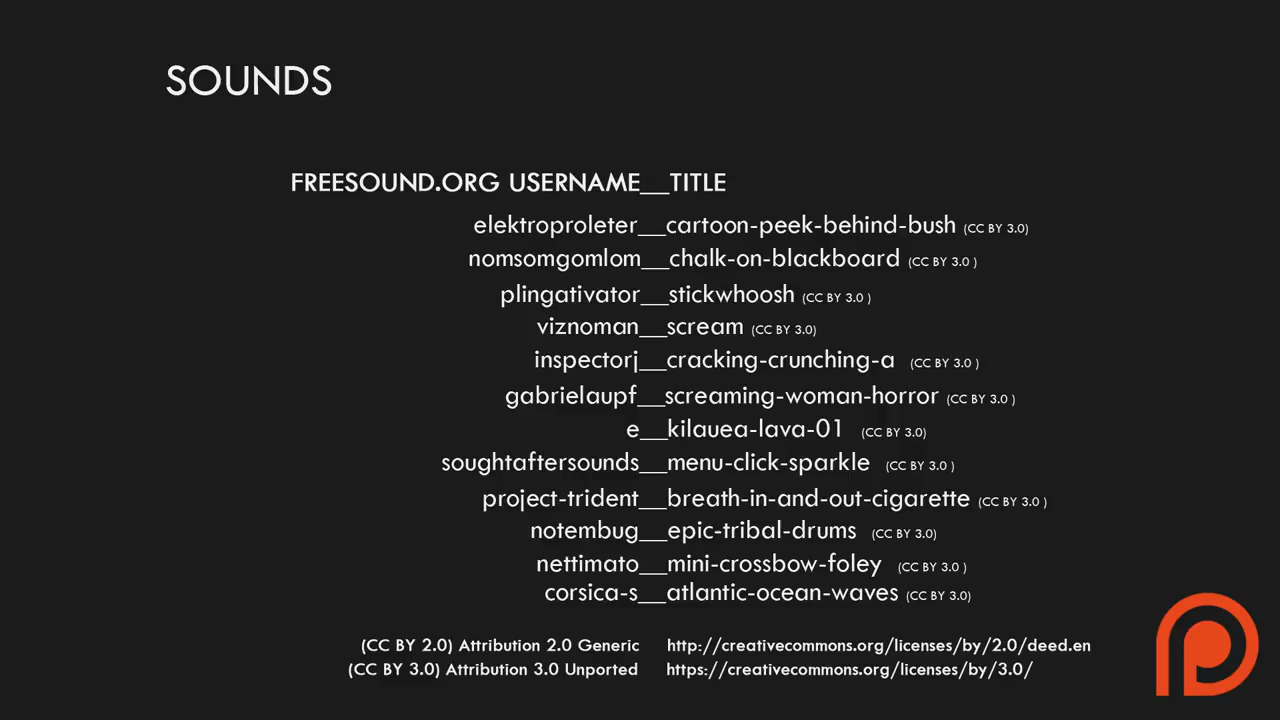 SOUNDS
FREESOUND.ORG USERNAME__TITLE
elektroproleter__cartoon-peek-behind-bush (CC BY 3.0)
nomsomgomlom__chalk-on-blackboard (CC BY 3.0 )
plingativator__stickwhoosh (CC BY 3.0 )
viznoman__scream (CC BY 3.0)
inspectorj__cracking-crunching-a (CC BY 3.0 )
gabrielaupf__screaming-woman-horror (CC BY 3.0 )
e__kilauea-lava-01 (CC BY 3.0)
soughtaftersounds__menu-click-sparkle (CC BY 3.0 )
project-trident__breath-in-and-out-cigarette (CC BY 3.0 )
notembug__epic-tribal-drums (CC BY 3.0)
nettimato__mini-crossbow-foley (CC BY 3.0 )
corsica-s__atlantic-ocean-waves (CC BY 3.0)
(CC BY 2.0) Attribution 2.0 Generic http://creativecommons.org/licenses/by/2.0/deed.en
(CC BY 3.0) Attribution 3.0 Unported https://creativecommons.org/licenses/by/3.0/